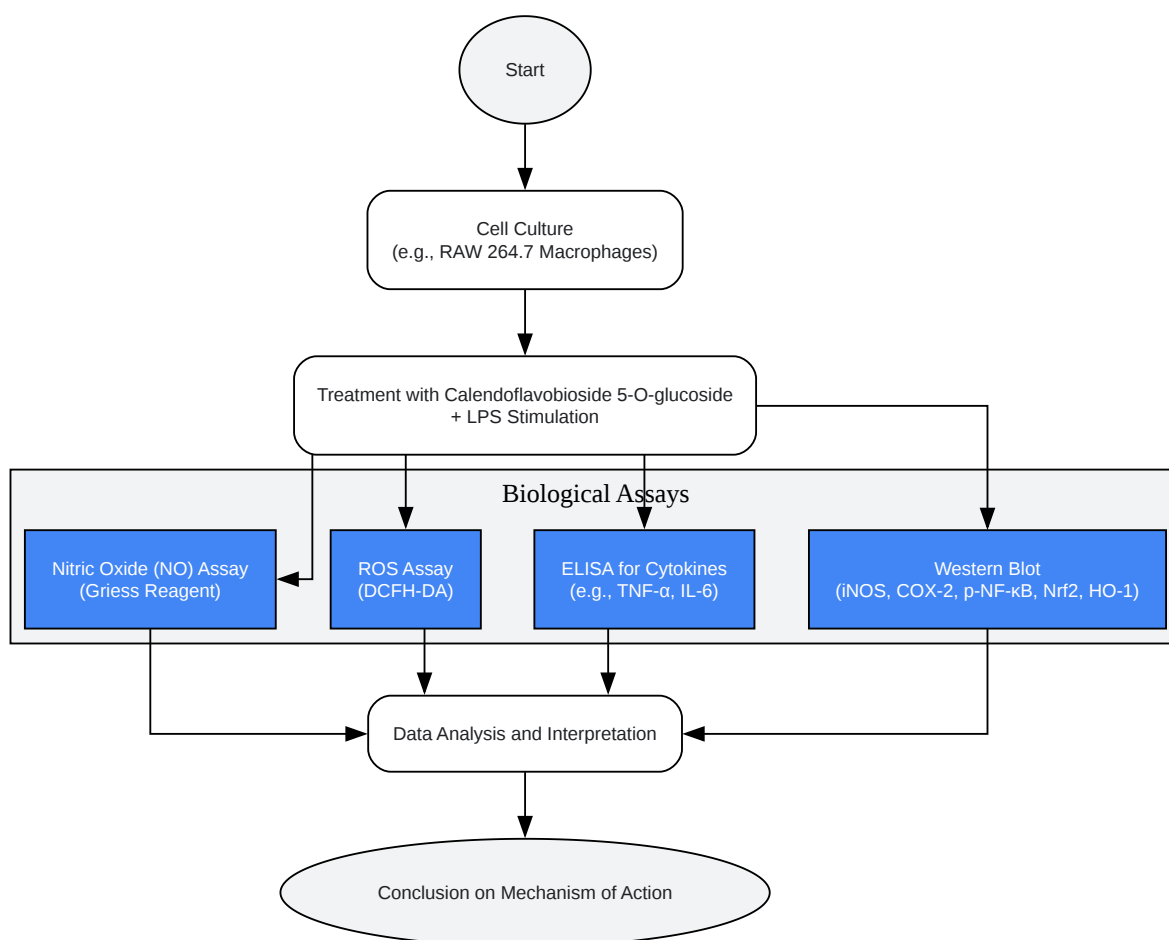 Start
Cell Culture
(e.g., RAW 264.7 Macrophages)
Treatment with Calendoflavobioside 5-O-glucoside
+ LPS Stimulation
Biological Assays
Nitric Oxide (NO) Assay
(Griess Reagent)
ROS Assay
(DCFH-DA)
ELISA for Cytokines
(e.g., TNF-α, IL-6)
Western Blot
(iNOS, COX-2, p-NF-κB, Nrf2, HO-1)
Data Analysis and Interpretation
Conclusion on Mechanism of Action